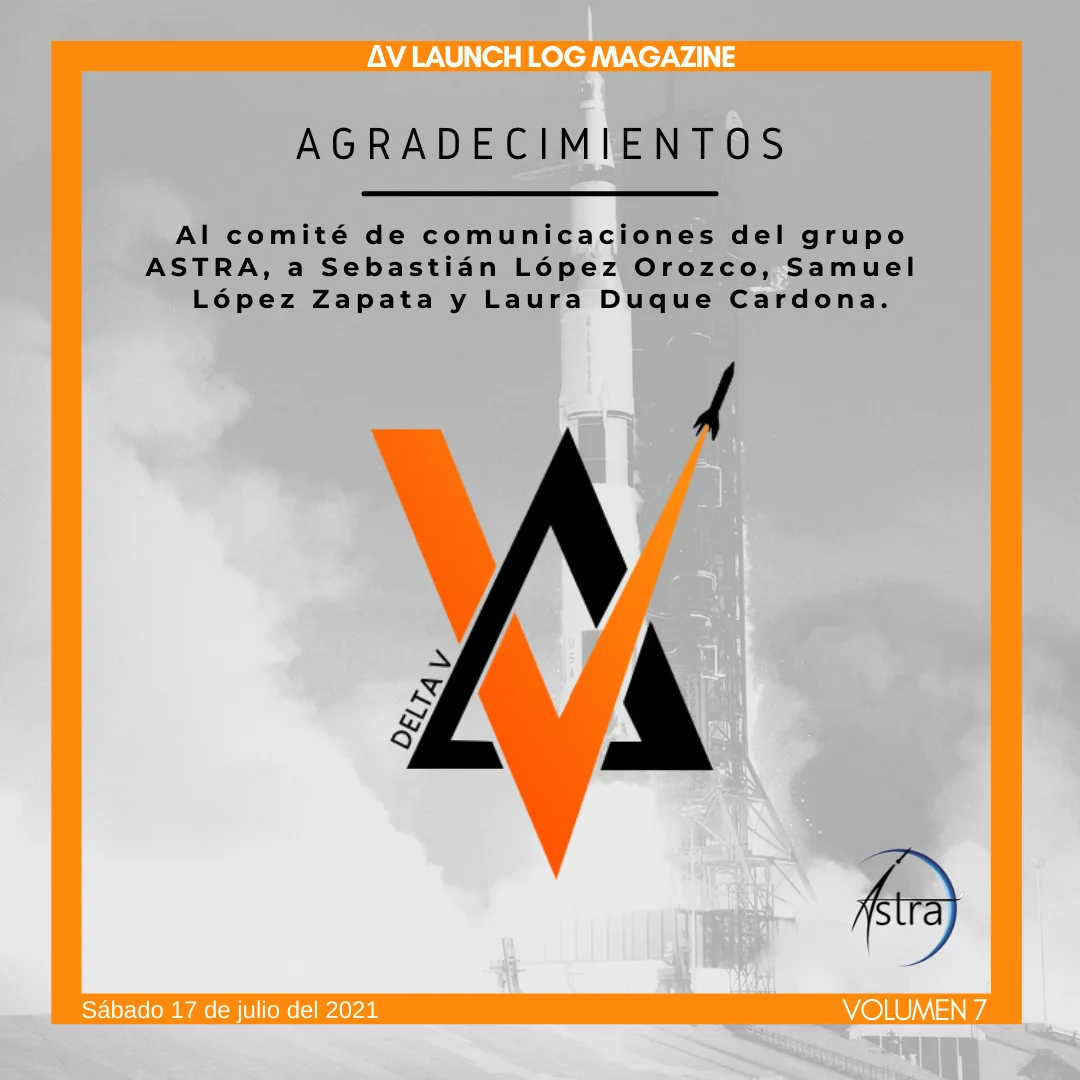 ΔV LAUNCH LOG MAGAZINE
AGRADECIMIENTOS
Al comité de comunicaciones del grupo
ASTRA, a Sebastián López Orozco, Samuel
López Zapata y Laura Duque Cardona.
DELTA V
Astra
Sábado 17 de julio del 2021
VOLUMEN 7